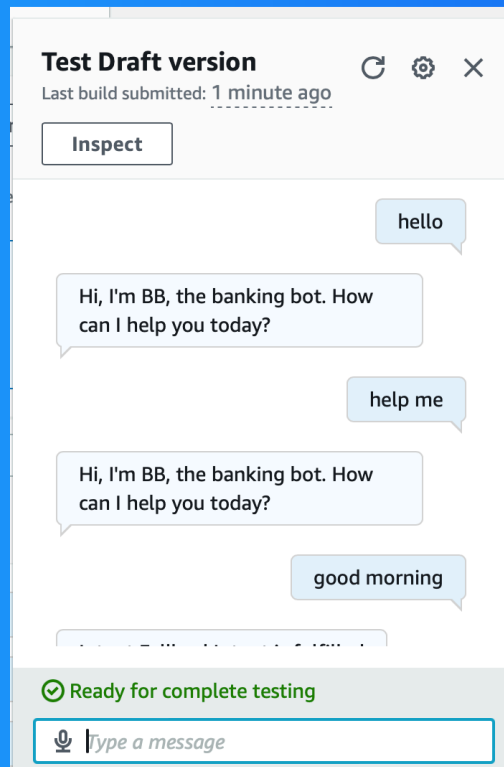 Test Draft version
Last build submitted: 1 minute ago
Inspect
hello
Hi, I'm BB, the banking bot. How
can I help you today?
help me
Hi, I'm BB, the banking bot. How
can I help you today?
good morning
Ready for complete testing
Type a message